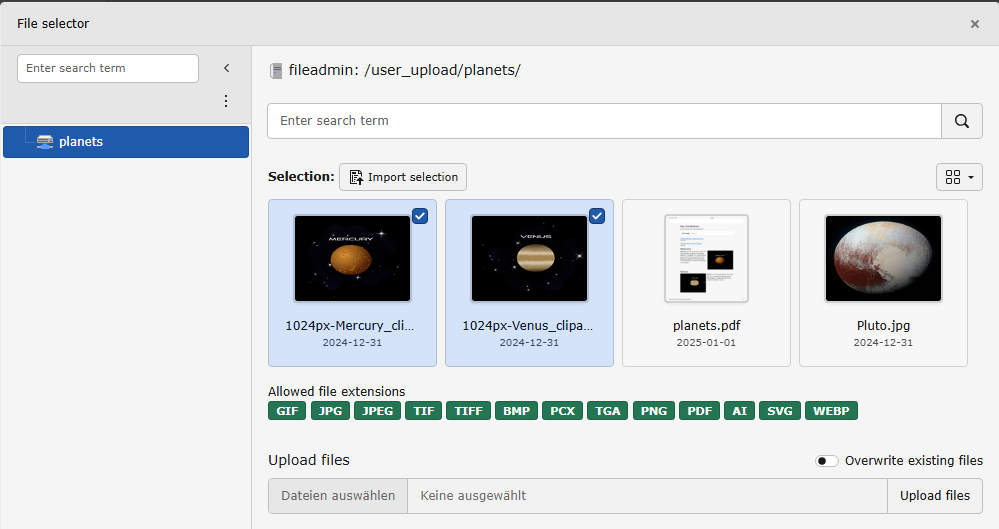 File selector
Enter search term
planets
fileadmin: /user_upload/planets/
Enter search term
Selection: Import selection
MERCURY
VENUS
1024px-Mercury_cli...
2024-12-31
1024px-Venus_clipa...
2024-12-31
planets.pdf
2025-01-01
Pluto.jpg
2024-12-31
Allowed file extensions
GIF JPG JPEG TIF TIFF BMP PCX TGA PNG PDF AI SVG WEBP
Upload files
Overwrite existing files
Dateien auswählen Keine ausgewählt Upload files